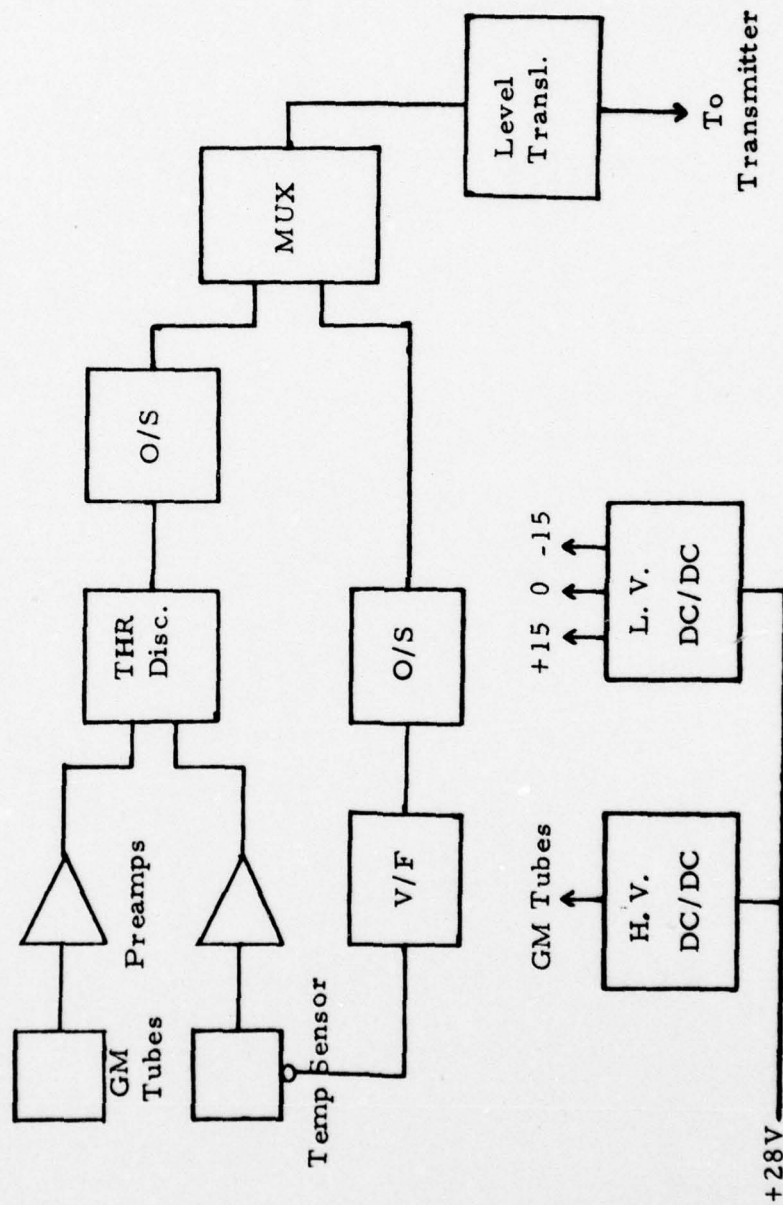 GM
Tubes
Preamps
THR
Disc.
O/S
MUX
Level
Transl.
To
Transmitter
Temp Sensor
V/F
O/S
GM Tubes
H. V.
DC/DC
+15 0 -15
L. V.
DC/DC
+28V